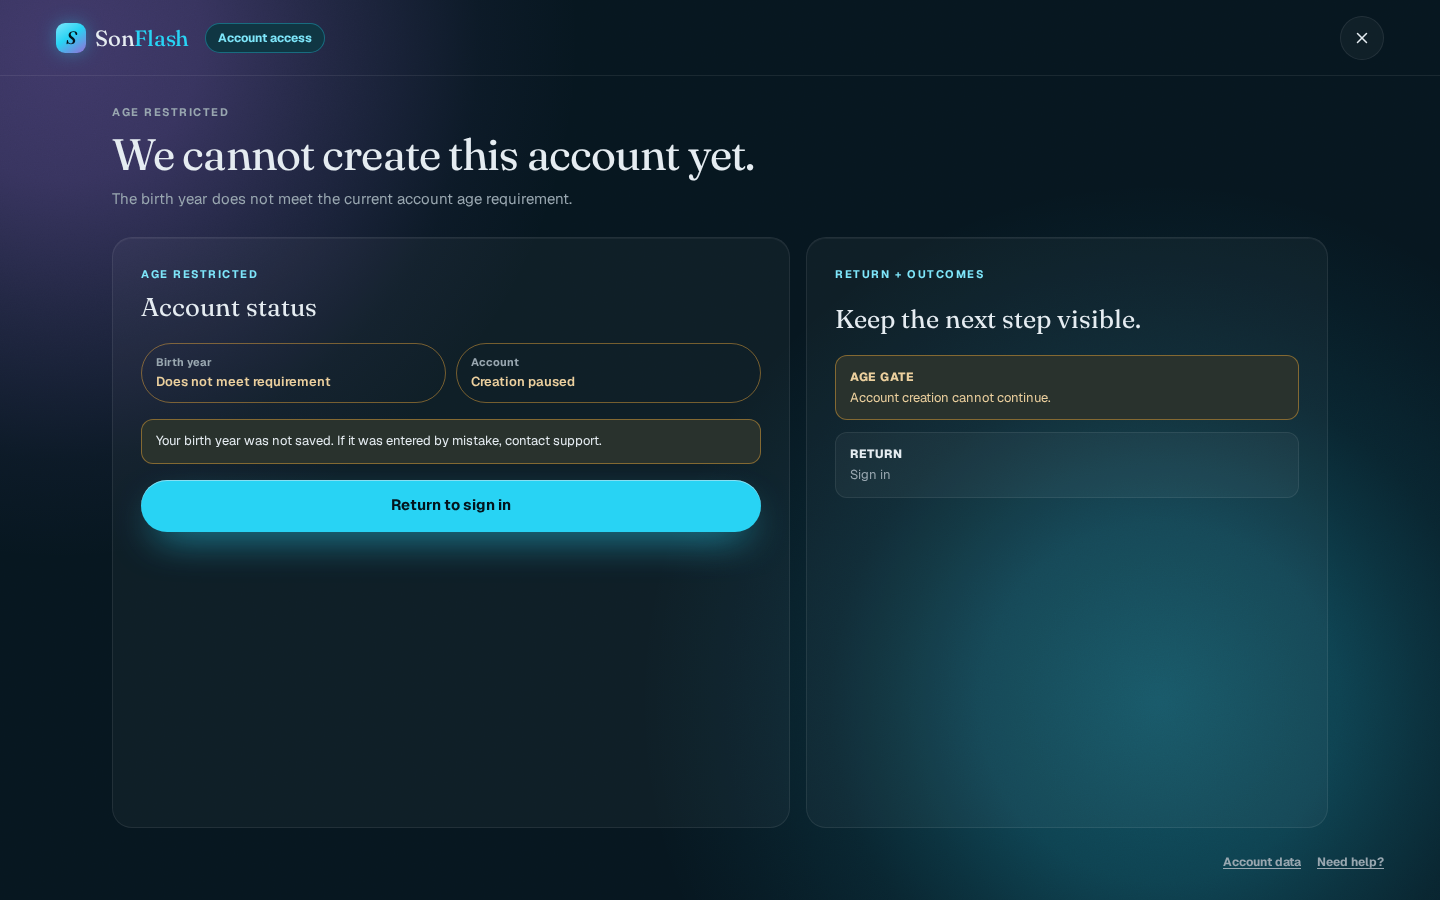 S SonFlash
Account access
AGE RESTRICTED
We cannot create this account yet.
The birth year does not meet the current account age requirement.
AGE RESTRICTED
Account status
Birth year
Does not meet requirement
Account
Creation paused
Your birth year was not saved. If it was entered by mistake, contact support.
Return to sign in
RETURN + OUTCOMES
Keep the next step visible.
AGE GATE
Account creation cannot continue.
RETURN
Sign in
Account data
Need help?